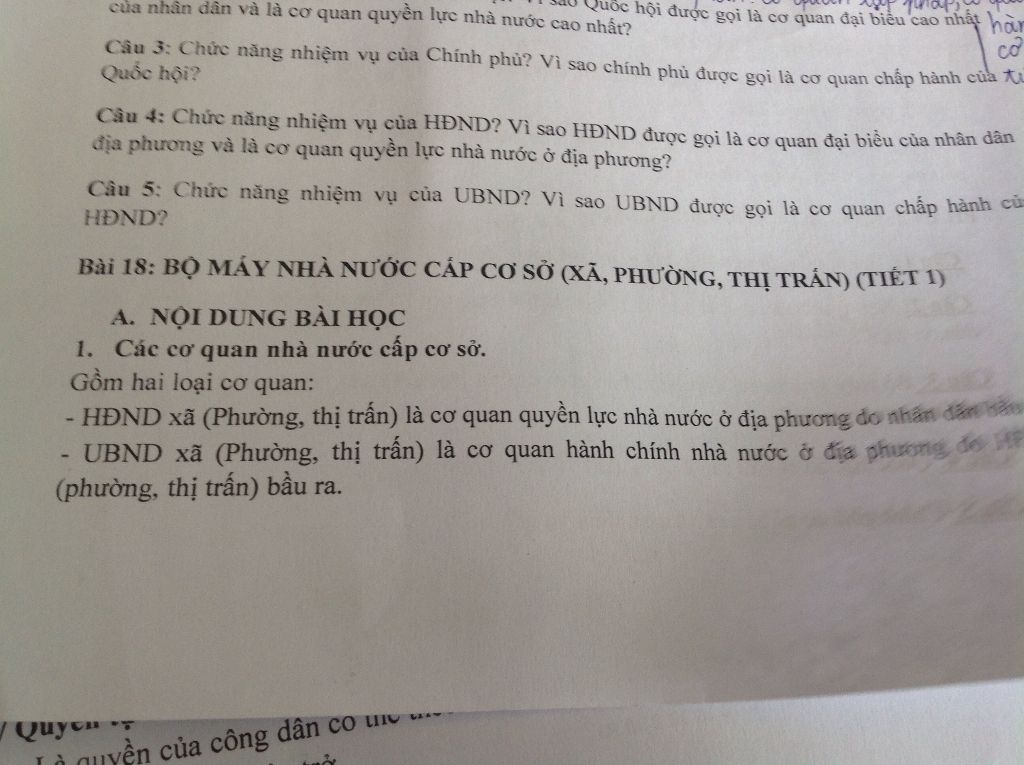 của nhân dân và là cơ quan quyền lực nhà nước cao nhất?
sao Quốc hội được gọi là cơ quan đại biểu cao nhất
Câu 3: Chức năng nhiệm vụ của Chính phủ? Vì sao chính phủ được gọi là cơ quan chấp hành của
Quốc hội?
Câu 4: Chức năng nhiệm vụ của HĐND? Vì sao HĐND được gọi là cơ quan đại biểu của nhân dân
địa phương và là cơ quan quyền lực nhà nước ở địa phương?
Câu 5: Chức năng nhiệm vụ của UBND? Vì sao UBND được gọi là cơ quan chấp hành
HĐND?
Bài 18: BỘ MÁY NHÀ NƯỚC CẤP CƠ SỞ (XÃ, PHƯỜNG, THỊ TRẤN) (TIẾT 1)
A. NỘI DUNG BÀI HỌC
1. Các cơ quan nhà nước cấp cơ sở.
Gồm hai loại cơ quan:
- HĐND xã (Phường, thị trấn) là cơ quan quyền lực nhà nước ở địa phương do nhân dân
- UBND xã (Phường, thị trấn) là cơ quan hành chính nhà nước ở địa phương do
(phường, thị trấn) bầu ra.
Quyền
Là quyền của công dân có thể